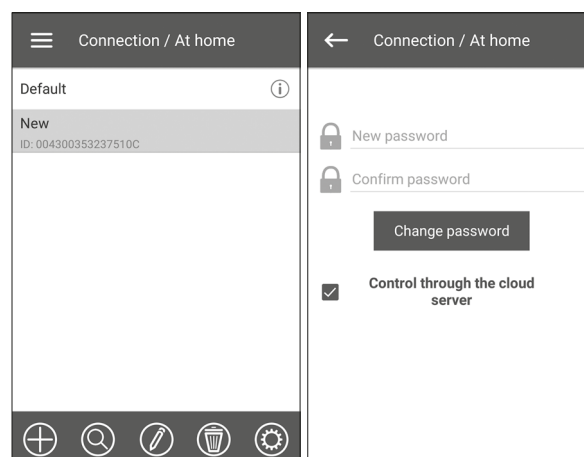 Connection / At home
Default
New
ID: 004300353237510C
Connection / At home
New password
Confirm password
Change password
Control through the cloud
server